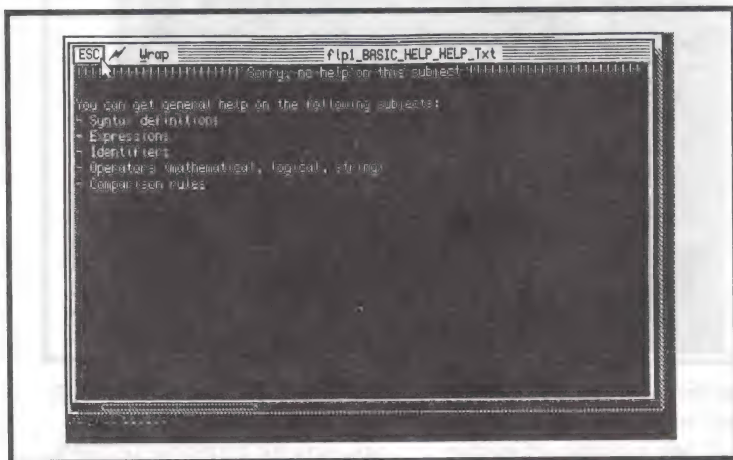 ESC Wrap flp1_BASIC_HELP_HELP_Txt
!!!!!!!!!!!!!!!!!!!!!! Sorry, no help on this subject !!!!!!!!!!!!!!!!!!!!!!
You can get general help on the following subjects:
- Syntax definitions
- Expressions
- Identifiers
- Operators (mathematical, logical, string)
- Comparison rules